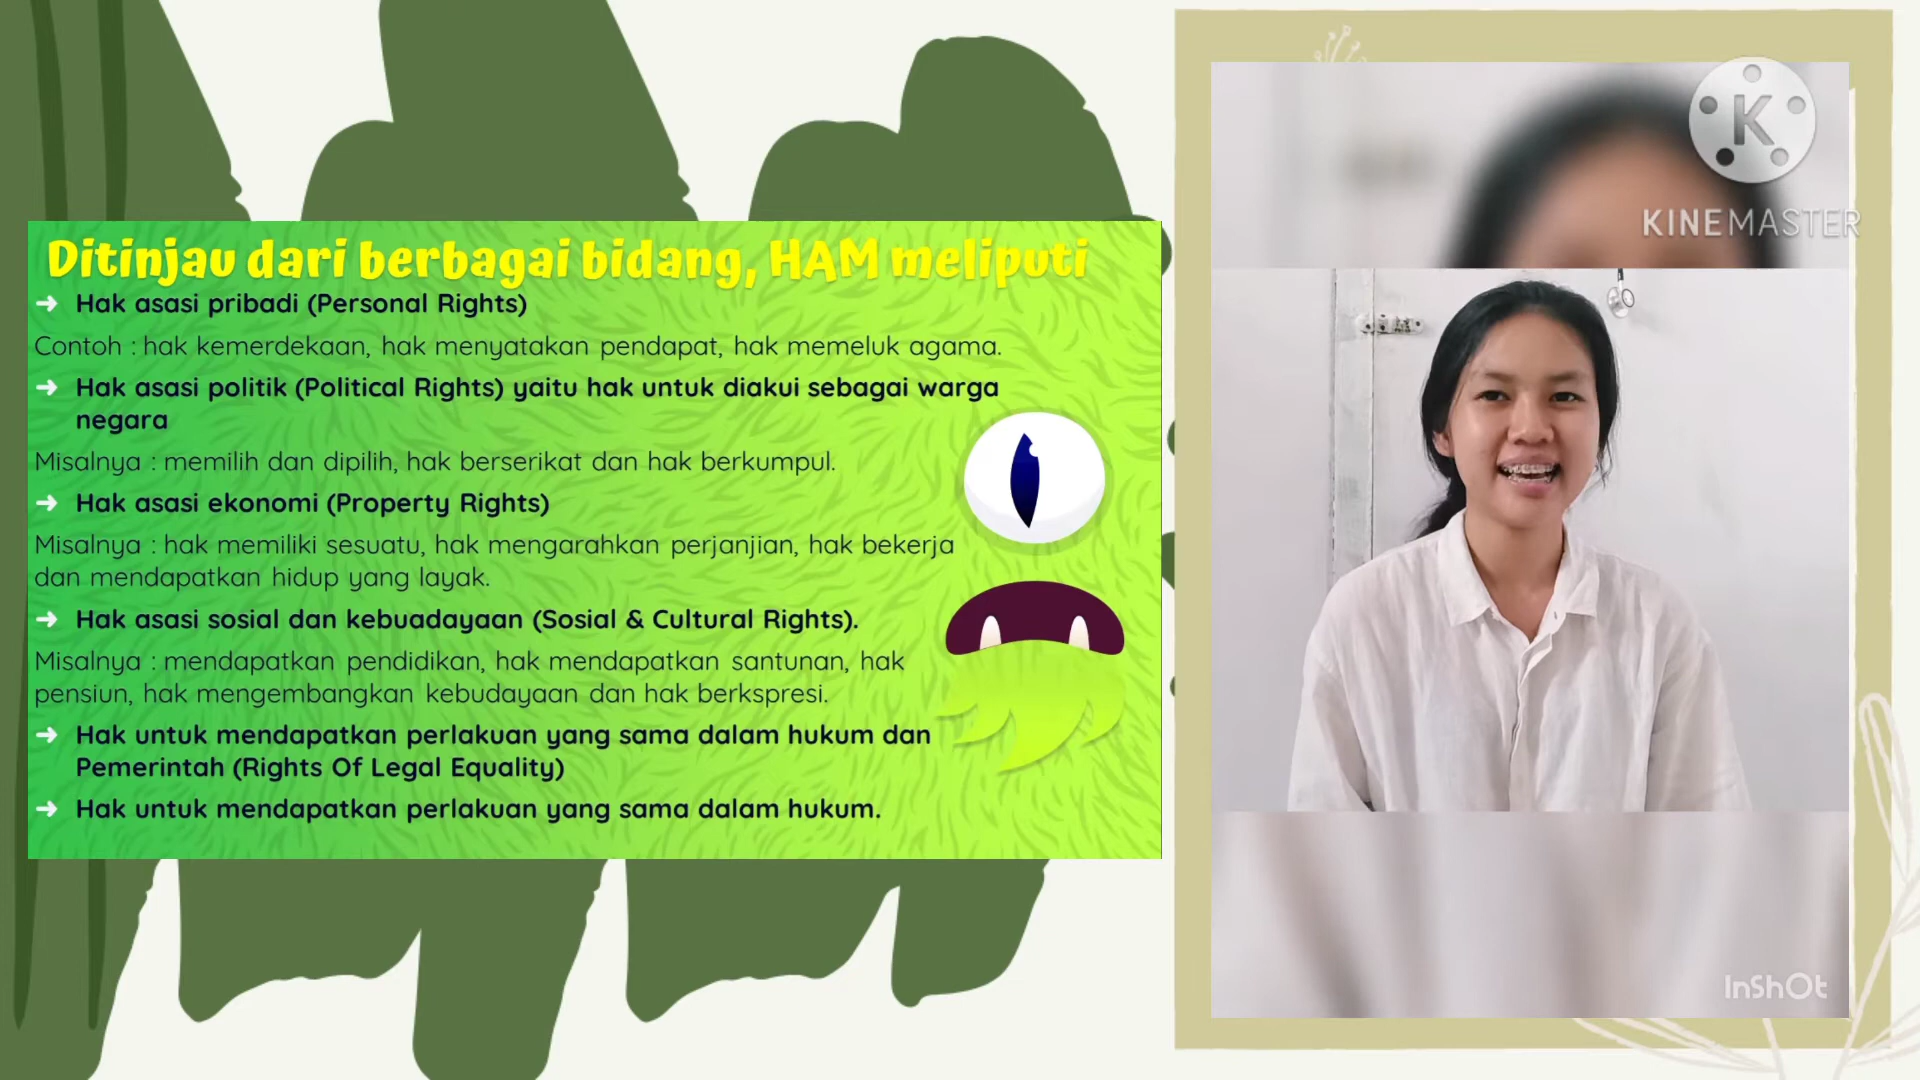 Ditinjau dari berbagai bidang, HAM meliputi
➜ Hak asasi pribadi (Personal Rights)
Contoh : hak kemerdekaan, hak menyatakan pendapat, hak memeluk agama.
➜ Hak asasi politik (Political Rights) yaitu hak untuk diakui sebagai warga
negara
Misalnya : memilih dan dipilih, hak berserikat dan hak berkumpul.
➜ Hak asasi ekonomi (Property Rights)
Misalnya : hak memiliki sesuatu, hak mengarahkan perjanjian, hak bekerja
dan mendapatkan hidup yang layak.
➜ Hak asasi sosial dan kebuadayaan (Sosial & Cultural Rights).
Misalnya : mendapatkan pendidikan, hak mendapatkan santunan, hak
pensiun, hak mengembangkan kebudayaan dan hak berkspresi.
➜ Hak untuk mendapatkan perlakuan yang sama dalam hukum dan
Pemerintah (Rights Of Legal Equality)
➜ Hak untuk mendapatkan perlakuan yang sama dalam hukum.
K
KINEMASTER
InShOt